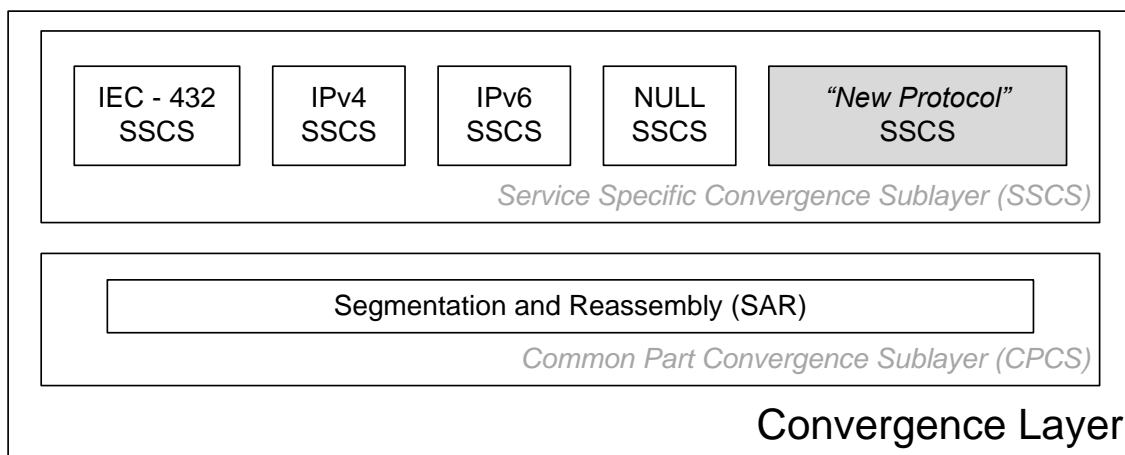 IEC - 432
SSCS
IPv4
SSCS
IPv6
SSCS
NULL
SSCS
“New Protocol”
SSCS
Service Specific Convergence Sublayer (SSCS)
Segmentation and Reassembly (SAR)
Common Part Convergence Sublayer (CPCS)
Convergence Layer